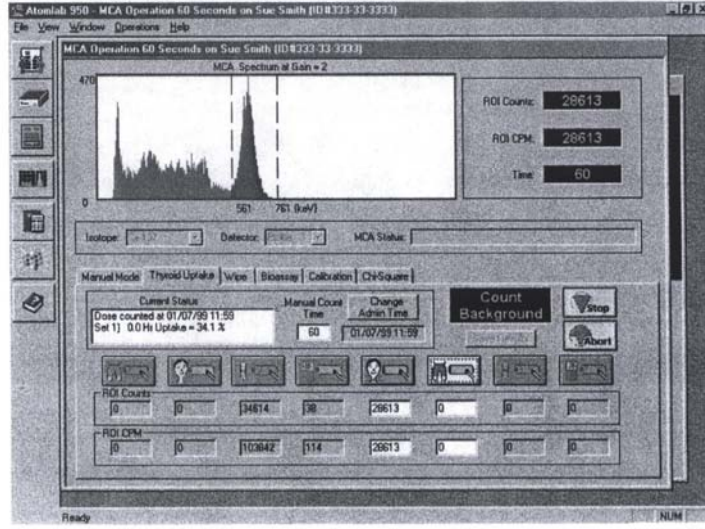 Atomlab 950 - MCA Operation 60 Seconds on Sue Smith (ID#333-33-3333)
File View Window Operations Help
MCA Operation 60 Seconds on Sue Smith (ID#333-33-3333)
MCA Spectrum at Gain = 2
470
0
561 761 (keV)
ROI Counts: 28613
ROI CPM: 28613
Time: 60
Isotope: Detector: MCA Status:
Manual Mode Thyroid Uptake Wipe Bioassay Calibration Chi-Square
Current Status
Dose counted at 01/07/99 11:59
Set 1) 0.0 Hr Uptake = 34.1 %
Manual Count Time
60
Change Admin Time
01/07/99 11:59
Count Background
Stop
Abort
ROI Counts
0 0 34614 38 28613 0 0 0
ROI CPM
0 0 103842 114 28613 0 0 0
Ready NUM